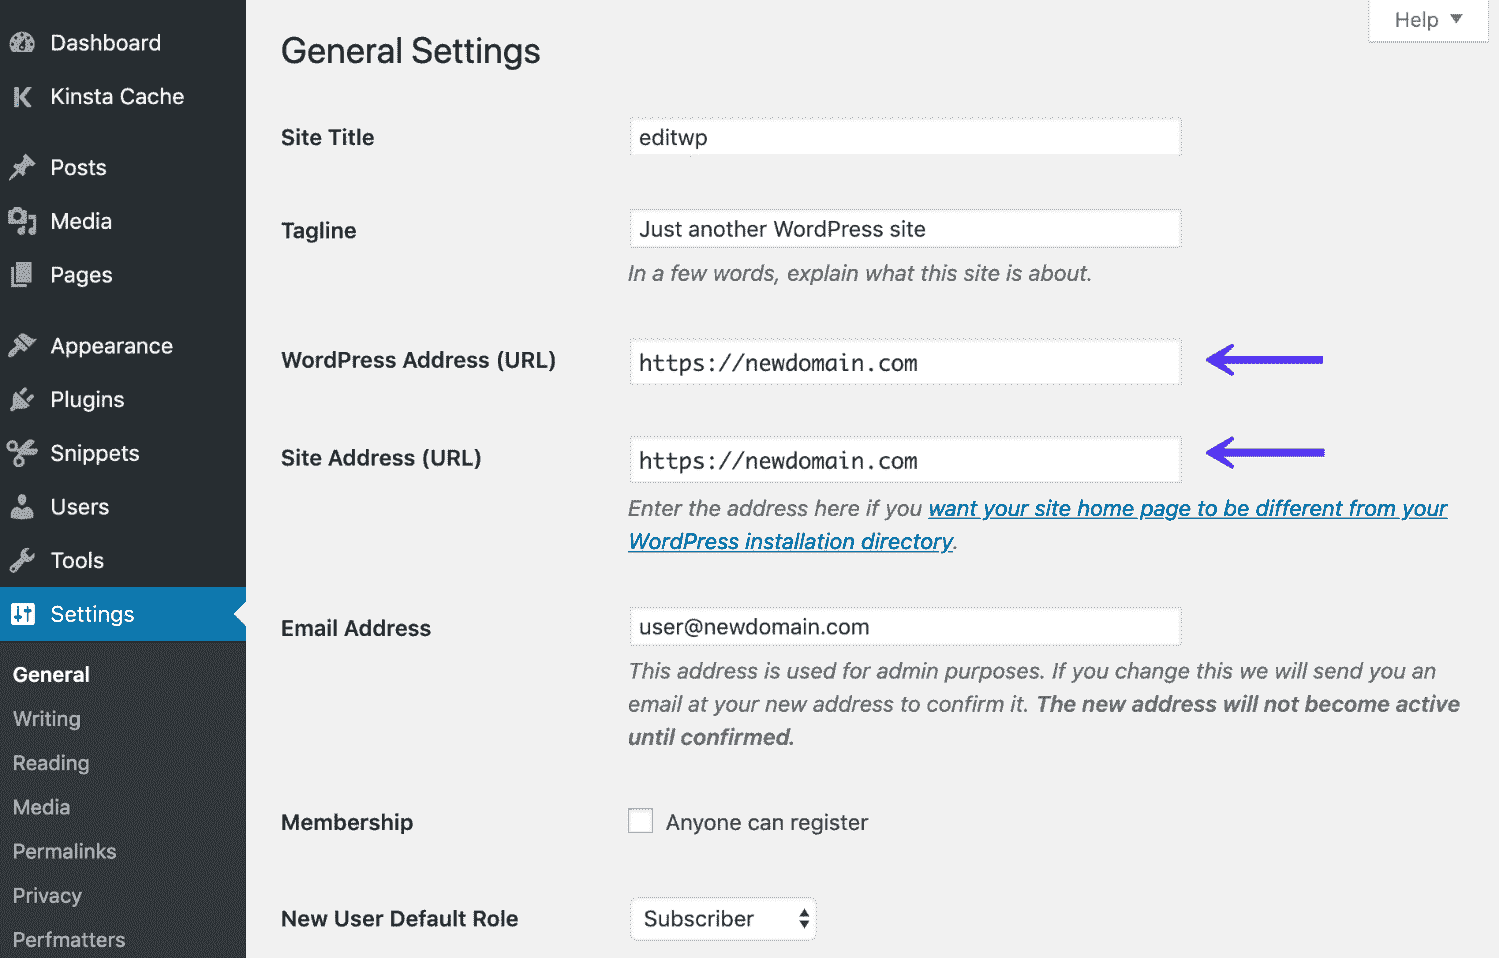 Dashboard
Kinsta Cache
Posts
Media
Pages
Appearance
Plugins
Snippets
Users
Tools
Settings
General
Writing
Reading
Media
Permalinks
Privacy
Perfmatters
Help
General Settings
Site Title
editwp
Tagline
Just another WordPress site
In a few words, explain what this site is about.
WordPress Address (URL)
https://newdomain.com
Site Address (URL)
https://newdomain.com
Enter the address here if you want your site home page to be different from your
WordPress installation directory.
Email Address
user@newdomain.com
This address is used for admin purposes. If you change this we will send you an
email at your new address to confirm it. The new address will not become active
until confirmed.
Membership
Anyone can register
New User Default Role
Subscriber